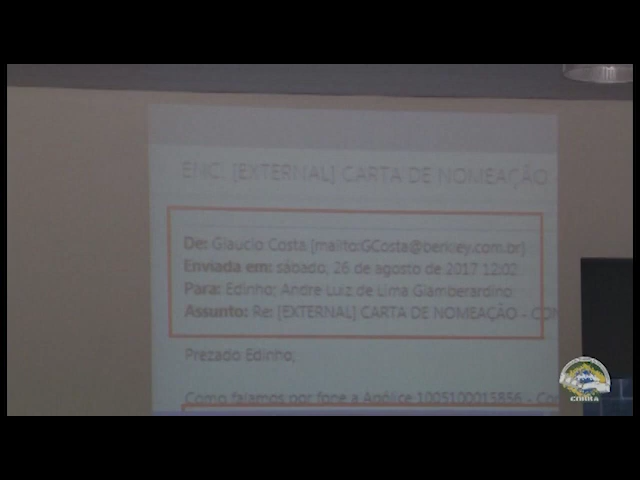 ENC: [EXTERNAL] CARTA DE NOMEAÇÃO
De: Glaucio Costa [mailto:GCosta@berkley.com.br]
Enviada em: sábado, 26 de agosto de 2017 12:02
Para: Edinho; Andre Luiz de Lima Giamberardino
Assunto: Re: [EXTERNAL] CARTA DE NOMEAÇÃO - CON
Prezado Edinho,
Como falamos por fone a Apólice 1005100015856 - Co